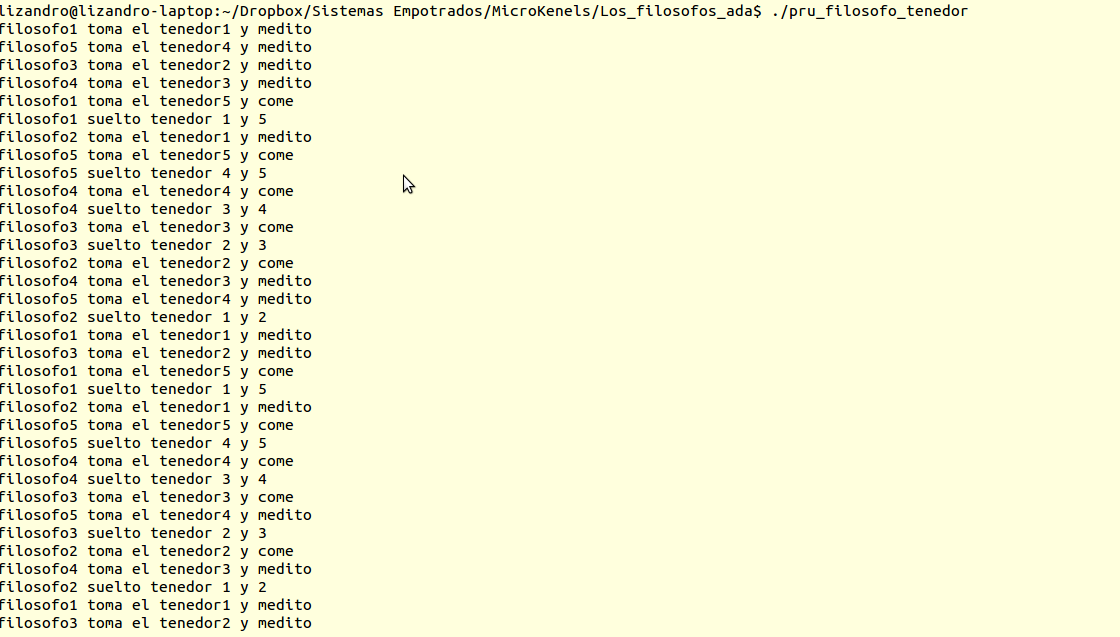 lizandro@lizandro-laptop:~/Dropbox/Sistemas Empotrados/MicroKenels/Los_filosofos_ada$ ./pru_filosofo_tenedor
filosofo1 toma el tenedor1 y medito
filosofo5 toma el tenedor4 y medito
filosofo3 toma el tenedor2 y medito
filosofo4 toma el tenedor3 y medito
filosofo1 toma el tenedor5 y come
filosofo1 suelto tenedor 1 y 5
filosofo2 toma el tenedor1 y medito
filosofo5 toma el tenedor5 y come
filosofo5 suelto tenedor 4 y 5
filosofo4 toma el tenedor4 y come
filosofo4 suelto tenedor 3 y 4
filosofo3 toma el tenedor3 y come
filosofo3 suelto tenedor 2 y 3
filosofo2 toma el tenedor2 y come
filosofo4 toma el tenedor3 y medito
filosofo5 toma el tenedor4 y medito
filosofo2 suelto tenedor 1 y 2
filosofo1 toma el tenedor1 y medito
filosofo3 toma el tenedor2 y medito
filosofo1 toma el tenedor5 y come
filosofo1 suelto tenedor 1 y 5
filosofo2 toma el tenedor1 y medito
filosofo5 toma el tenedor5 y come
filosofo5 suelto tenedor 4 y 5
filosofo4 toma el tenedor4 y come
filosofo4 suelto tenedor 3 y 4
filosofo3 toma el tenedor3 y come
filosofo5 toma el tenedor4 y medito
filosofo3 suelto tenedor 2 y 3
filosofo2 toma el tenedor2 y come
filosofo4 toma el tenedor3 y medito
filosofo2 suelto tenedor 1 y 2
filosofo1 toma el tenedor1 y medito
filosofo3 toma el tenedor2 y medito